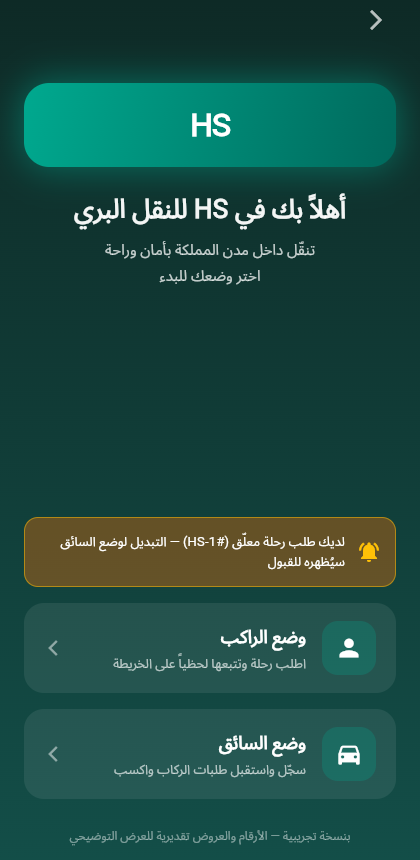 HS
أهلاً بك في HS للنقل البري
تنقّل داخل مدن المملكة بأمان وراحة
اختر وضعك للبدء
لديك طلب رحلة معلّق (#HS-1) — التبديل لوضع السائق
سيُظهره للقبول
وضع الراكب
اطلب رحلة وتتبعها لحظياً على الخريطة
وضع السائق
سجّل واستقبل طلبات الركاب واكسب
بنسخة تجريبية — الأرقام والعروض تقديرية للعرض التوضيحي